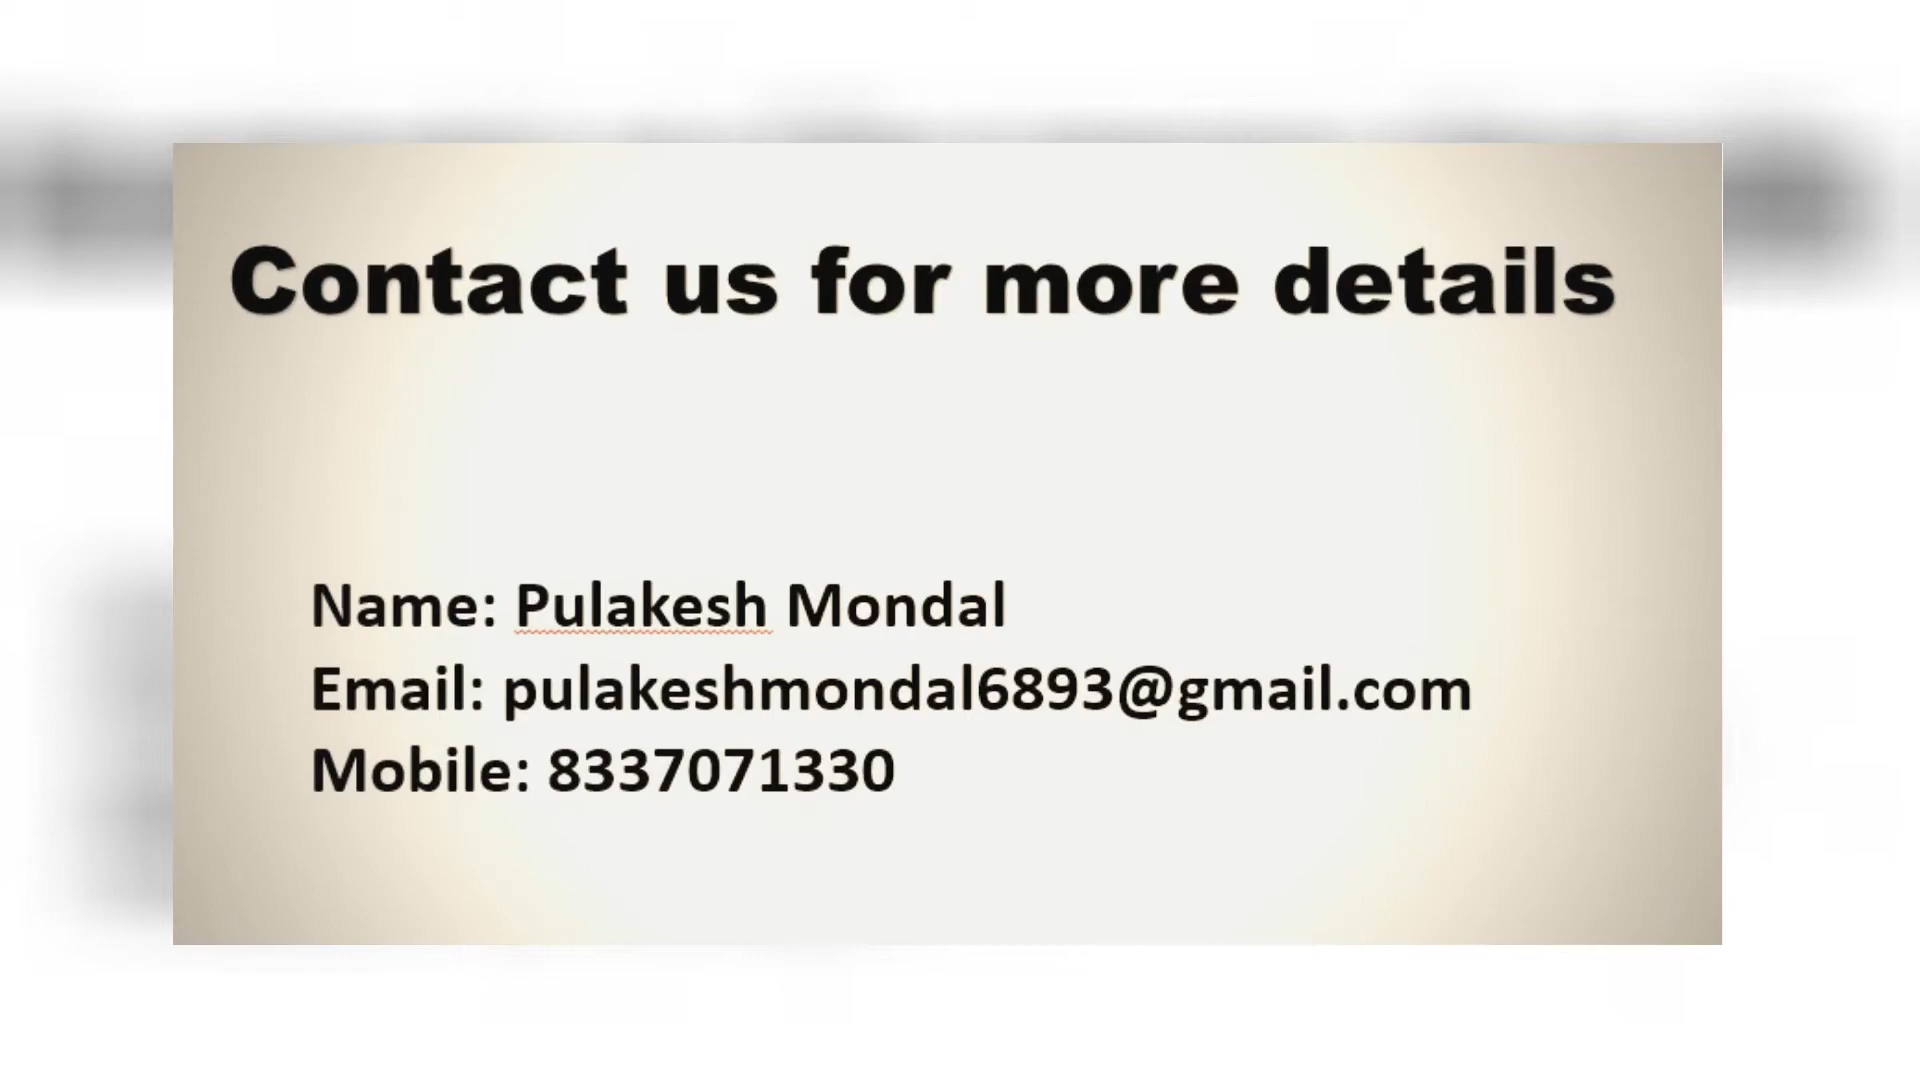 Contact us for more details
Name: Pulakesh Mondal
Email: pulakeshmondal6893@gmail.com
Mobile: 8337071330